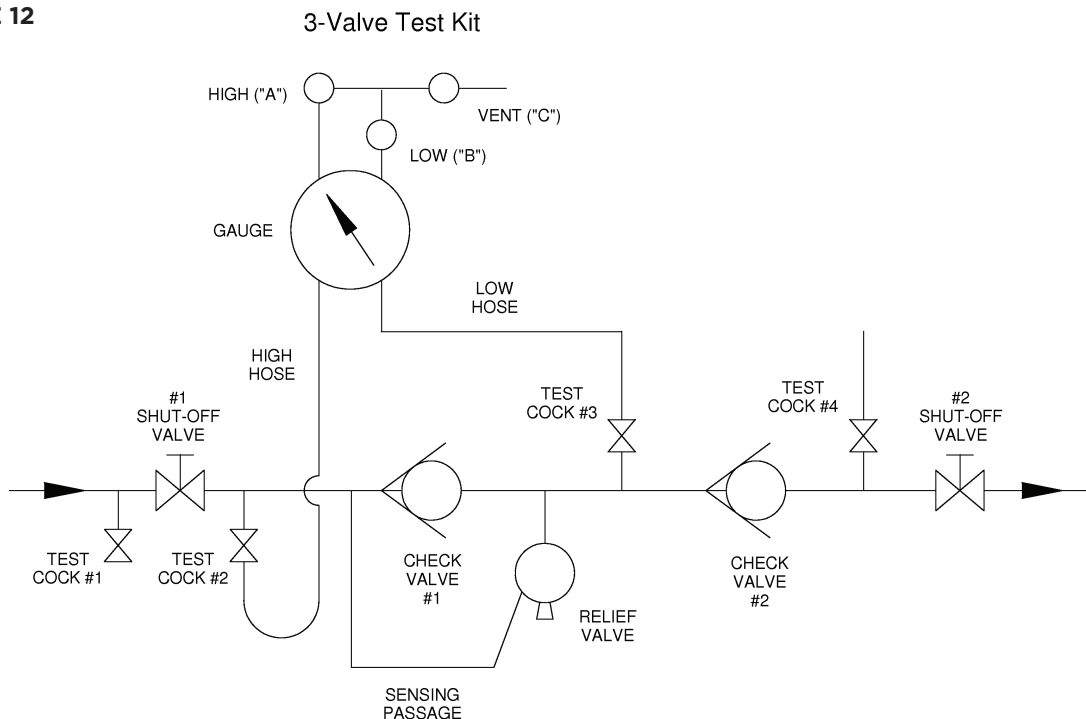 12
3-Valve Test Kit
HIGH ("A")
VENT ("C")
LOW ("B")
GAUGE
LOW
HOSE
HIGH
HOSE
TEST
COCK #3
TEST
COCK #4
#1
SHUT-OFF
VALVE
#2
SHUT-OFF
VALVE
TEST
COCK #1
TEST
COCK #2
CHECK
VALVE
#1
CHECK
VALVE
#2
RELIEF
VALVE
SENSING
PASSAGE